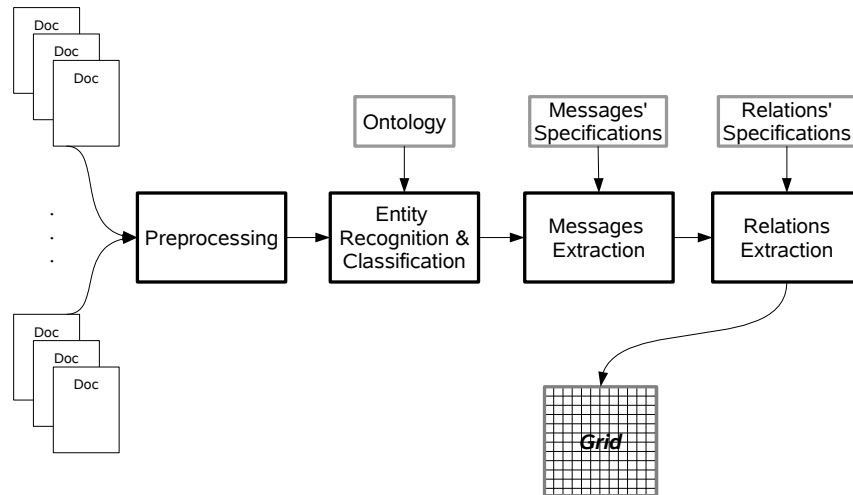 Doc
Doc
Doc
Ontology
Messages'
Specifications
Relations'
Specifications
Preprocessing
Entity
Recognition &
Classification
Messages
Extraction
Relations
Extraction
Doc
Doc
Doc
Grid